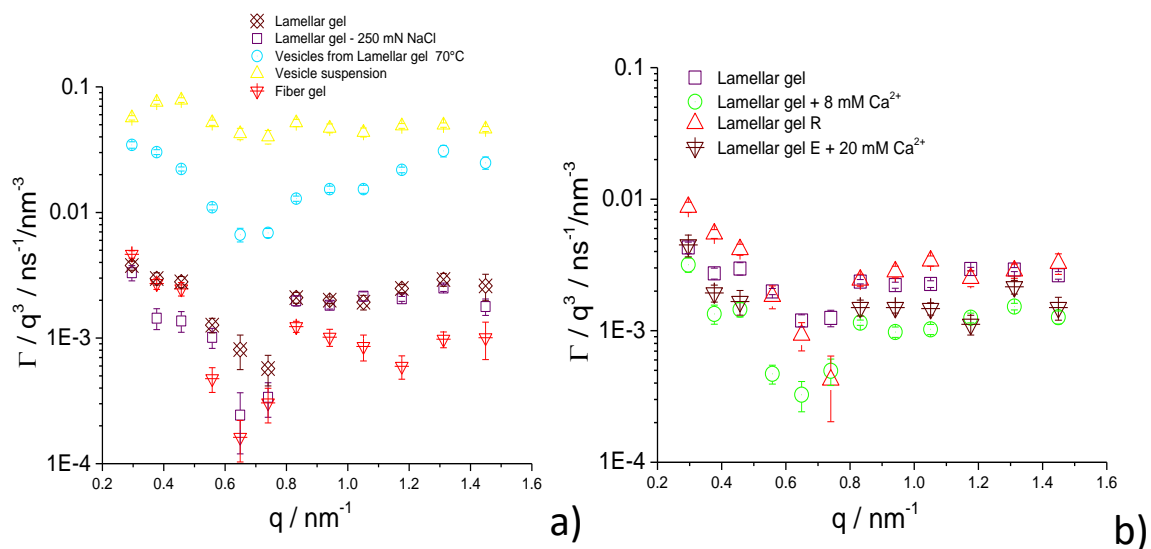 Lamellar gel
Lamellar gel - 250 mN NaCl
Vesicles from Lamellar gel 70°C
Vesicle suspension
Fiber gel
0.1
0.01
1E-3
1E-4
Γ / q³ / ns⁻¹/nm⁻³
0.2 0.4 0.6 0.8 1.0 1.2 1.4 1.6
q / nm⁻¹
a)
Lamellar gel
Lamellar gel + 8 mM Ca²⁺
Lamellar gel R
Lamellar gel E + 20 mM Ca²⁺
0.1
0.01
1E-3
1E-4
Γ / q³ / ns⁻¹/nm⁻³
0.2 0.4 0.6 0.8 1.0 1.2 1.4 1.6
q / nm⁻¹
b)